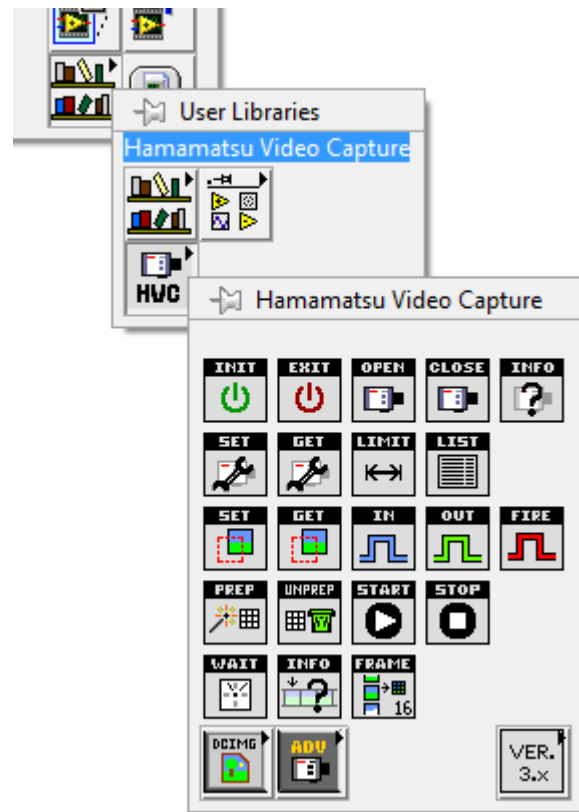 User Libraries
Hamamatsu Video Capture
HVC
Hamamatsu Video Capture
INIT EXIT OPEN CLOSE INFO
SET GET LIMIT LIST
SET GET IN OUT FIRE
PREP UNPREP START STOP
WAIT INFO FRAME
16
DCIMG ADV VER.
3.x